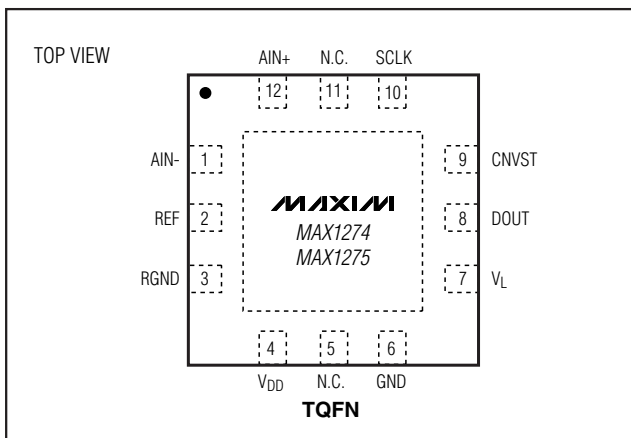 TOP VIEW
AIN+ N.C. SCLK
12 11 10
AIN- 1
REF 2
RGND 3
MAXIM
MAX1274
MAX1275
9 CNVST
8 DOUT
7 VL
4 5 6
VDD N.C. GND
TQFN